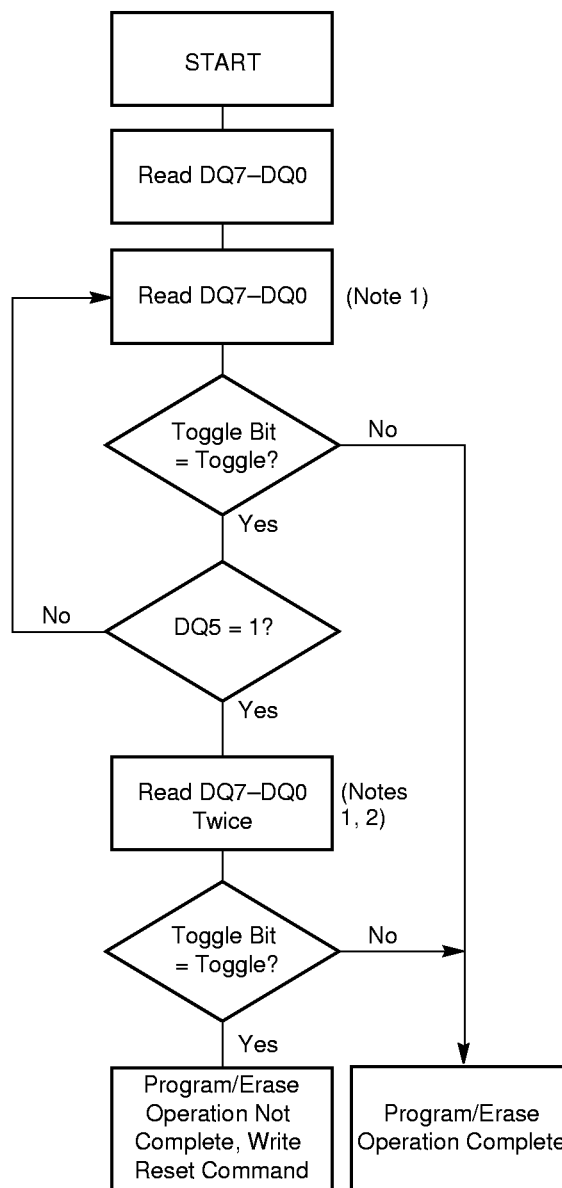 START
Read DQ7–DQ0
Read DQ7–DQ0
(Note 1)
Toggle Bit
= Toggle?
No
Yes
No
DQ5 = 1?
Yes
Read DQ7–DQ0
Twice
(Notes
1, 2)
Toggle Bit
= Toggle?
No
Yes
Program/Erase
Operation Not
Complete, Write
Reset Command
Program/Erase
Operation Complete